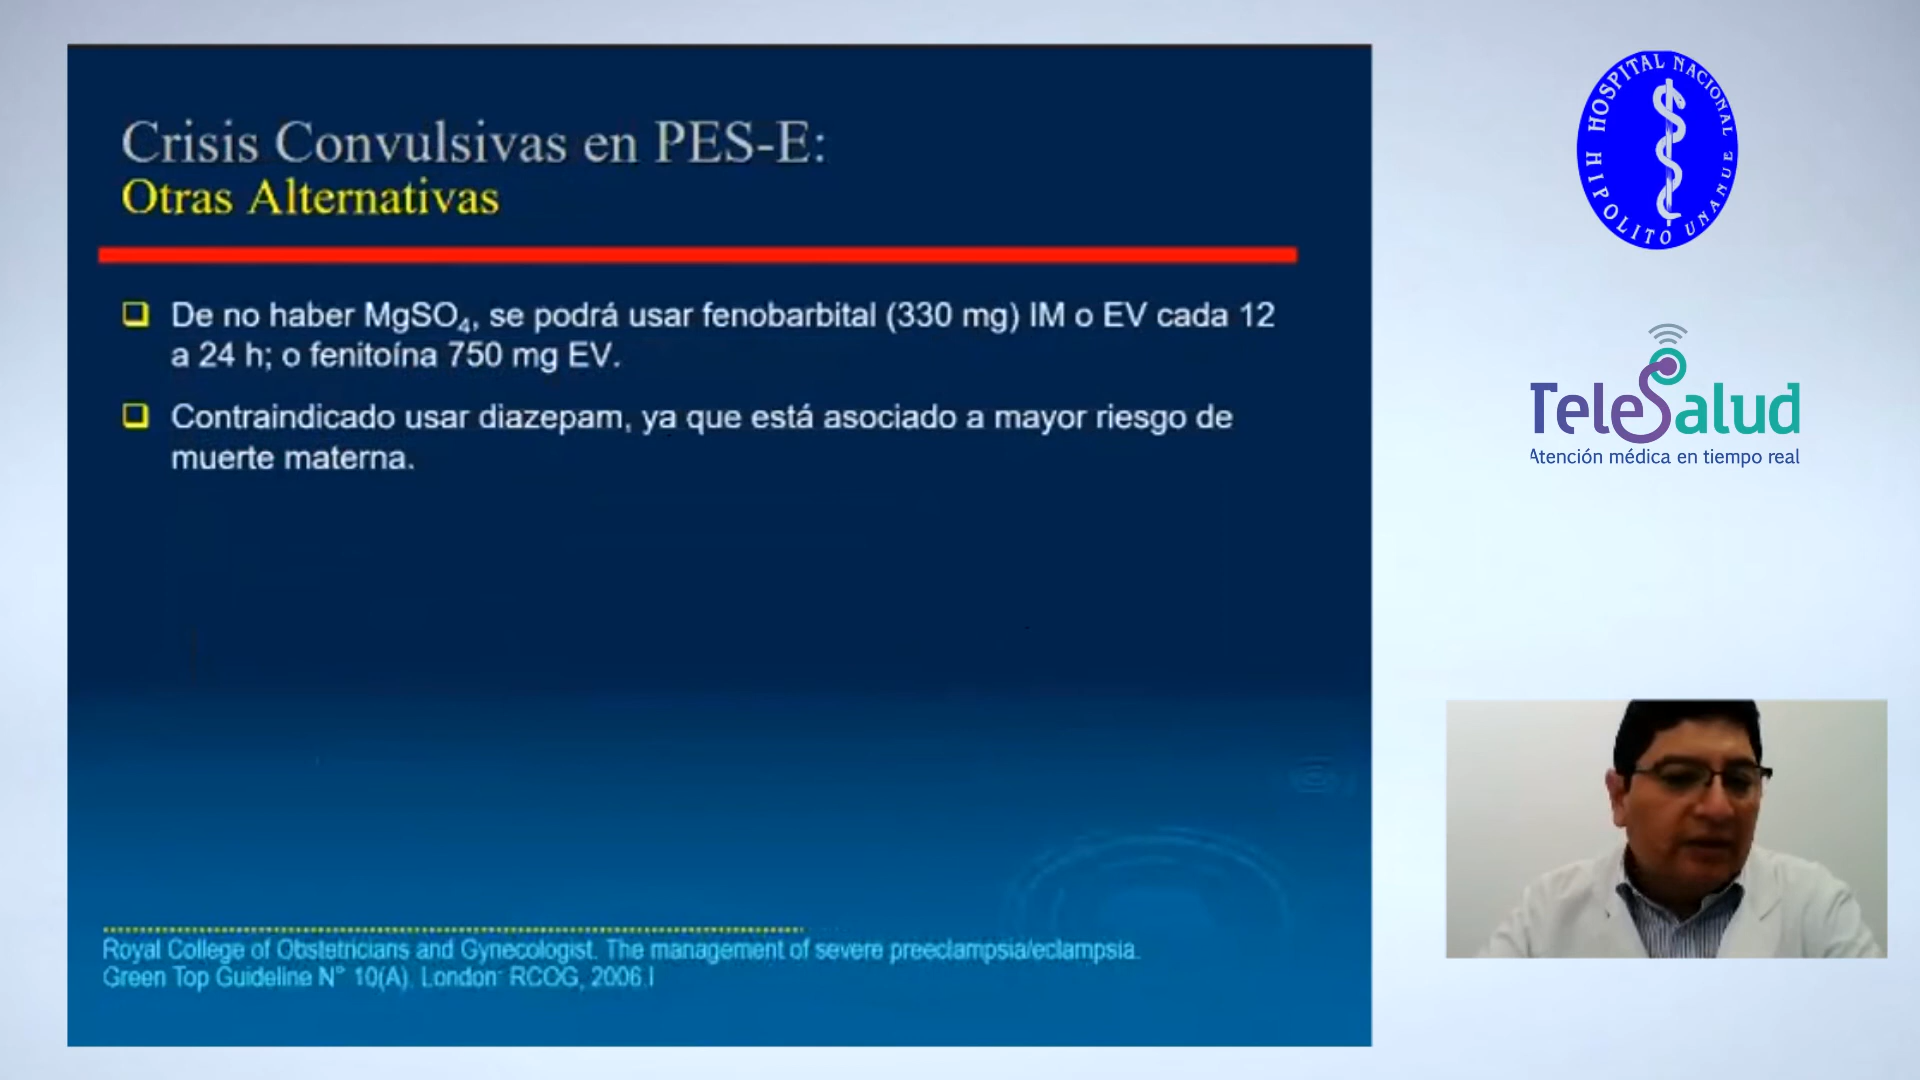 Crisis Convulsivas en PES-E:
Otras Alternativas
De no haber MgSO₄, se podrá usar fenobarbital (330 mg) IM o EV cada 12
a 24 h; o fenitoína 750 mg EV.
Contraindicado usar diazepam, ya que está asociado a mayor riesgo de
muerte materna.
Royal College of Obstetricians and Gynecologist. The management of severe preeclampsia/eclampsia.
Green Top Guideline N° 10(A). London: RCOG, 2006.
HOSPITAL NACIONAL
HIPOLITO UNANUE
TeleSalud
Atención médica en tiempo real